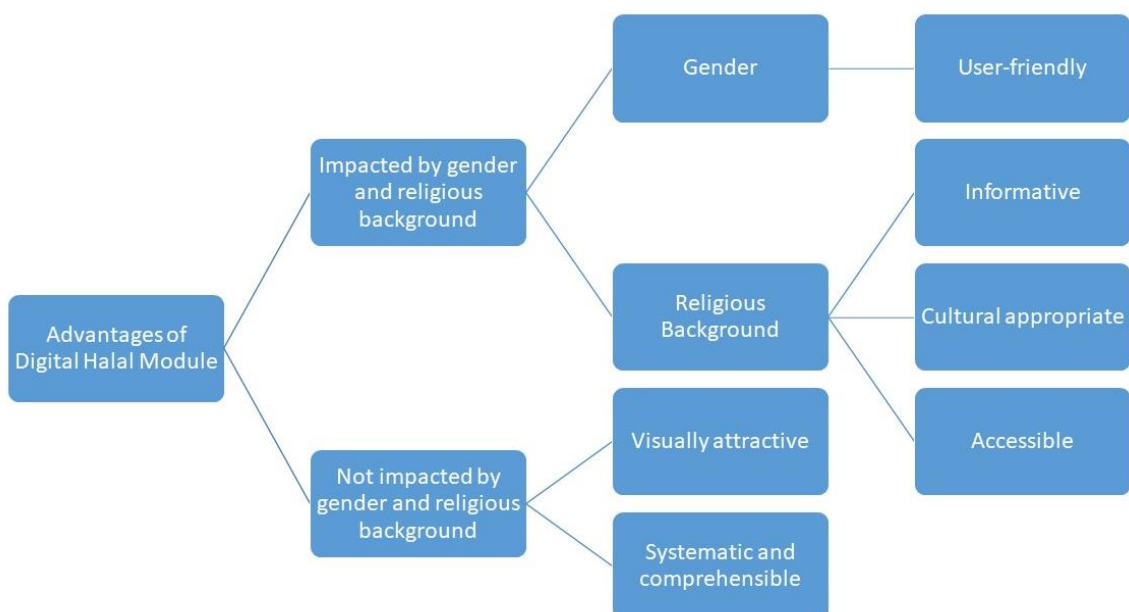 Advantages of
Digital Halal Module
Impacted by gender
and religious
background
Gender
User-friendly
Religious
Background
Informative
Cultural appropriate
Accessible
Not impacted by
gender and religious
background
Visually attractive
Systematic and
comprehensible